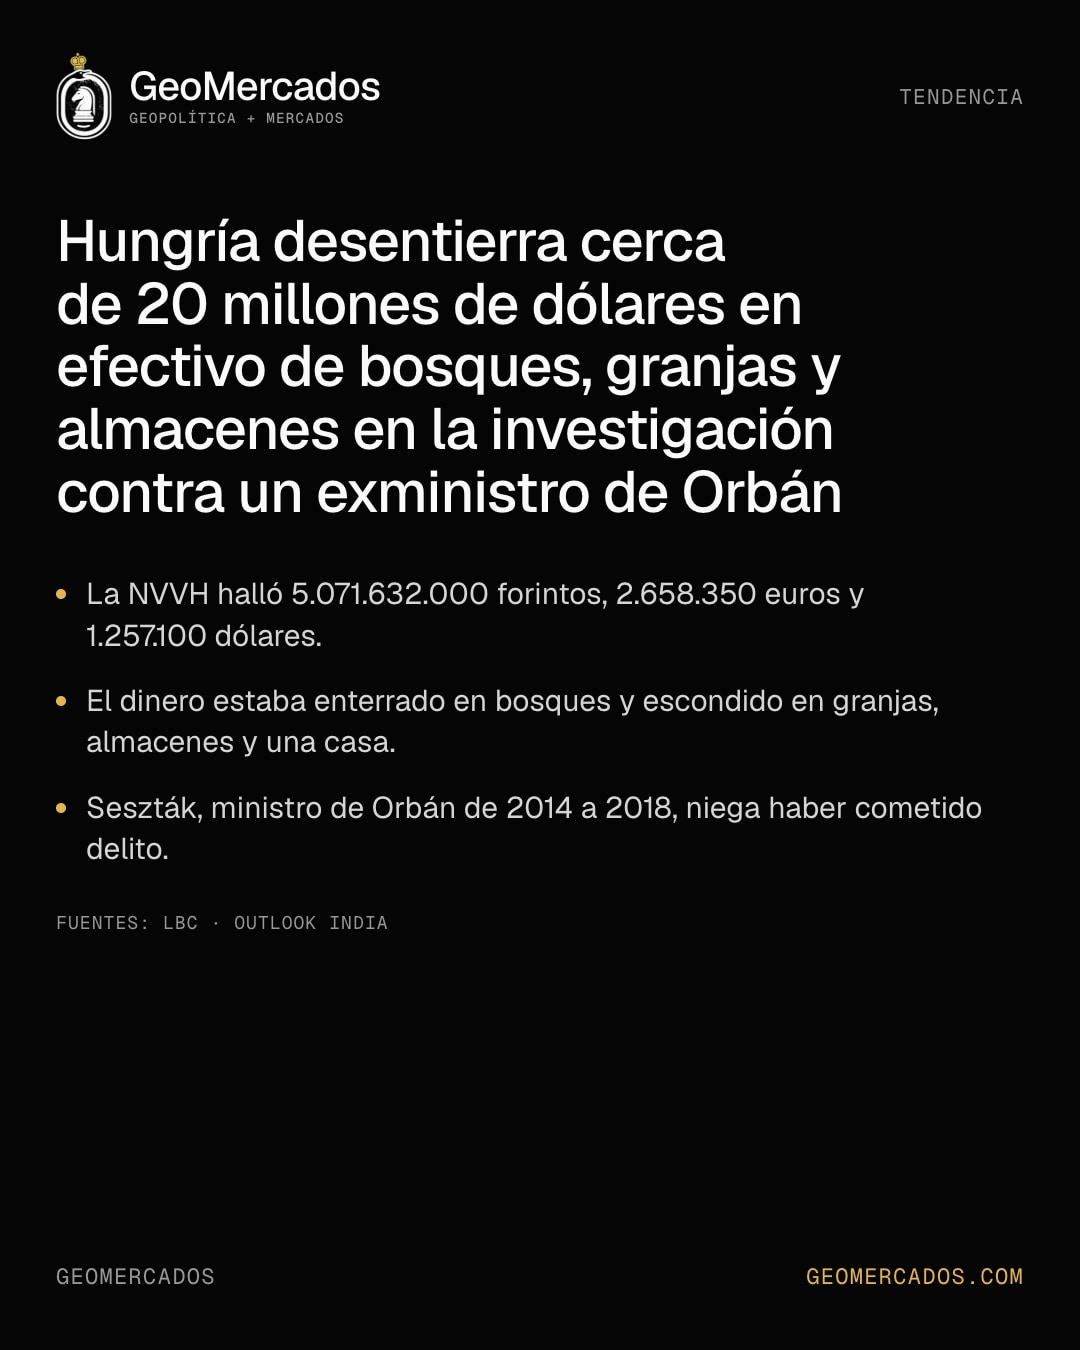 GeoMercados
GEOPOLÍTICA + MERCADOS
TENDENCIA
Hungría desentierra cerca
de 20 millones de dólares en
efectivo de bosques, granjas y
almacenes en la investigación
contra un exministro de Orbán
• La NVVH halló 5.071.632.000 forintos, 2.658.350 euros y
1.257.100 dólares.
• El dinero estaba enterrado en bosques y escondido en granjas,
almacenes y una casa.
• Seszták, ministro de Orbán de 2014 a 2018, niega haber cometido
delito.
FUENTES: LBC · OUTLOOK INDIA
GEOMERCADOS
GEOMERCADOS.COM